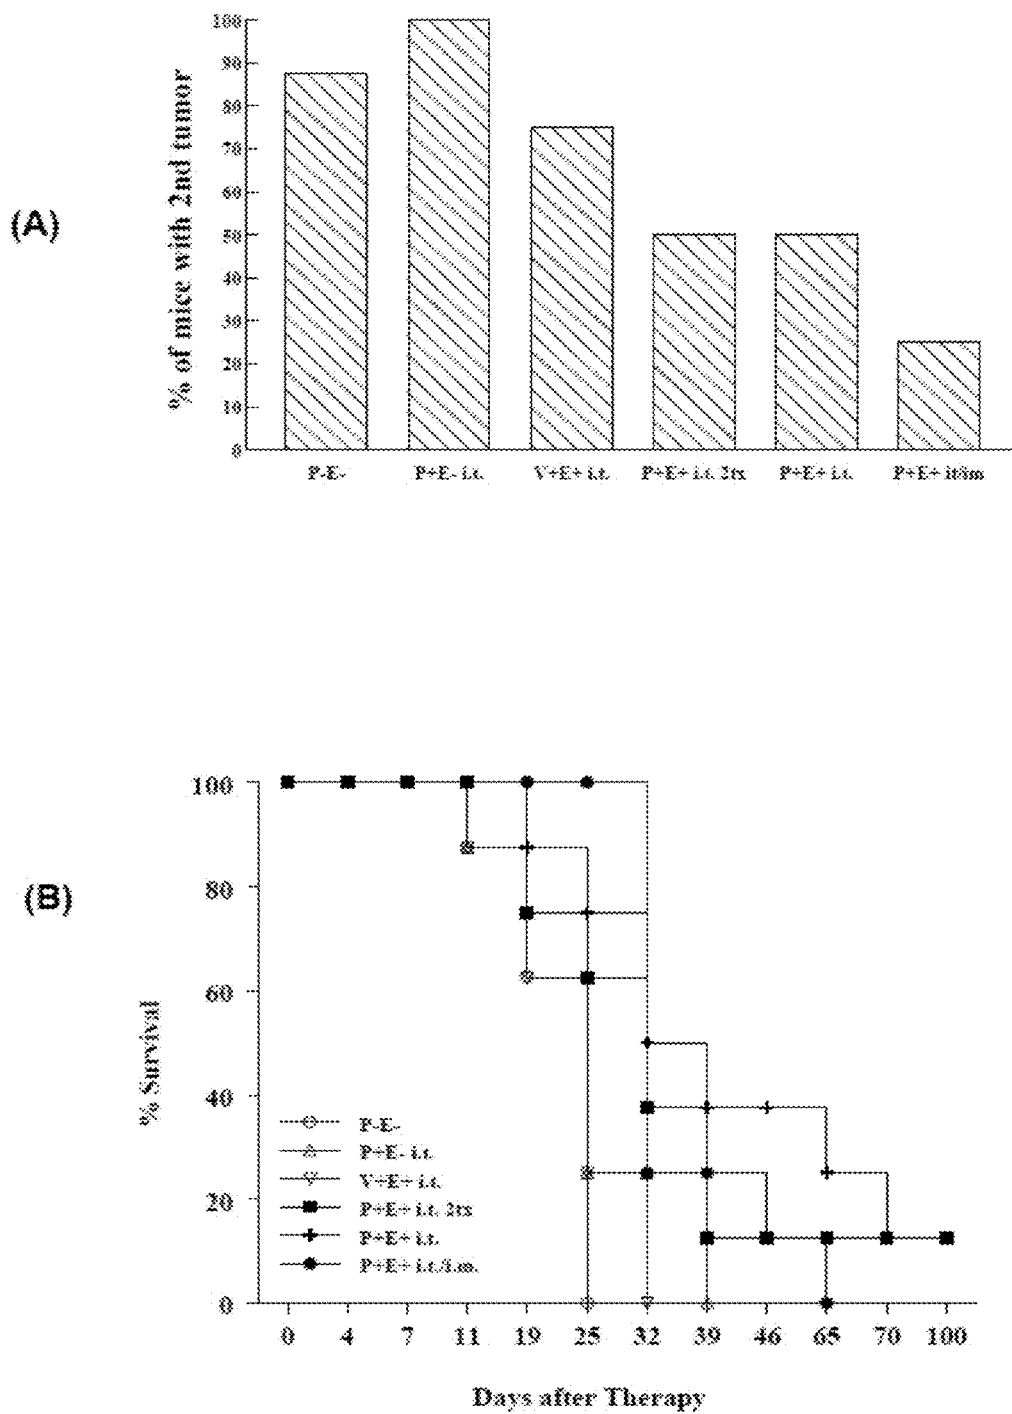 (A)
% of mice with 2nd tumor
100
90
80
70
60
50
40
30
20
10
0
P-E-
P+E- i.t.
V+E+ i.t.
P+E+ i.t. 2tx
P+E+ i.t.
P+E+ it/im
(B)
% Survival
100
80
60
40
20
0
P-E-
P+E- i.t.
V+E+ i.t.
P+E+ i.t. 2tx
P+E+ i.t.
P+E+ i.t./i.m.
0 4 7 11 19 25 32 39 46 65 70 100
Days after Therapy